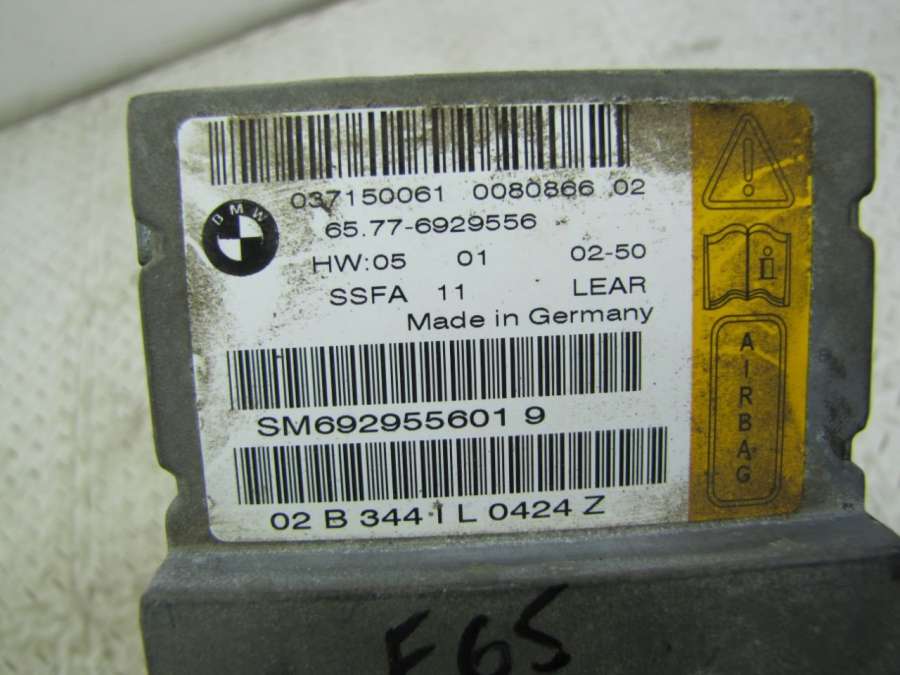 037150061 0080866 02
BMW
65.77-6929556
HW:05 01 02-50
SSFA 11 LEAR
Made in Germany
SM692955601 9
02 B 344 1 L 0424 Z
AIRBAG
E65